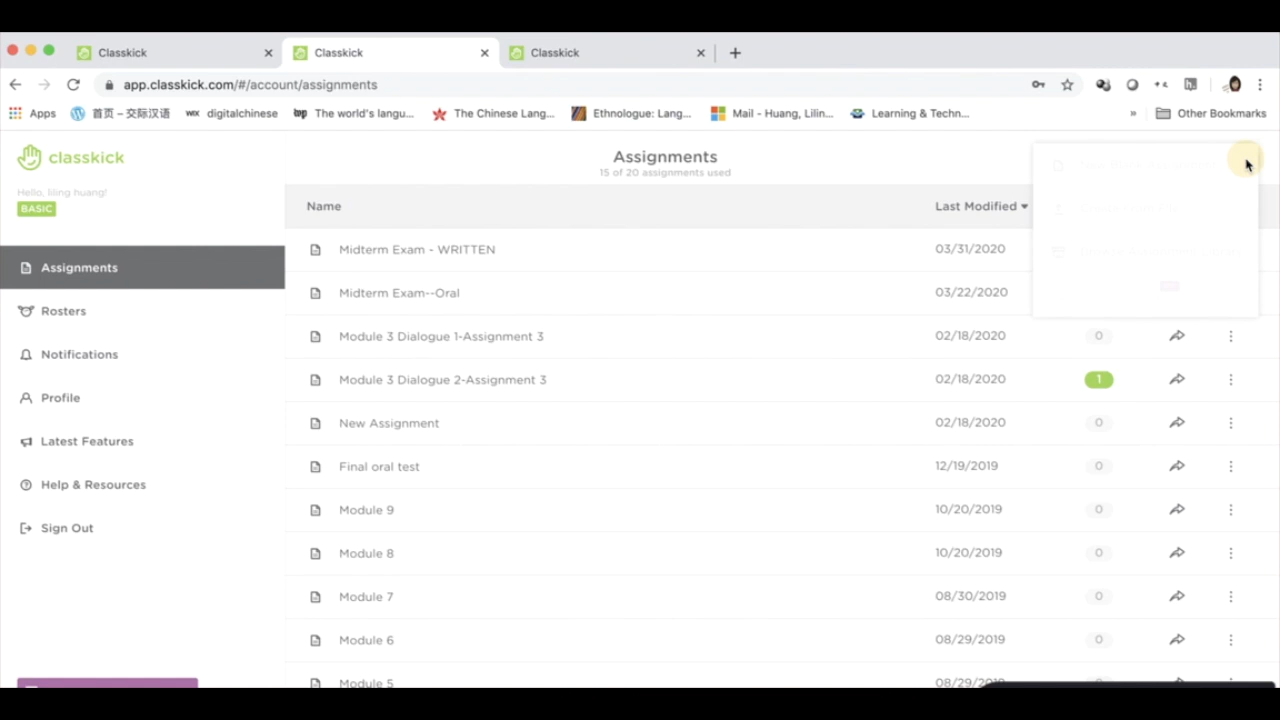 Classkick
Classkick
Classkick
app.classkick.com/#/account/assignments
Apps
首页 – 交际汉语
WIX digitalchinese
The world's langu...
The Chinese Lang...
Ethnologue: Lang...
Mail - Huang, Lilin...
Learning & Techn...
»
Other Bookmarks
classkick
Hello, liling huang!
BASIC
Assignments
15 of 20 assignments used
Name
Last Modified
Assignments
Rosters
Notifications
Profile
Latest Features
Help & Resources
Sign Out
Midterm Exam - WRITTEN 03/31/2020
Midterm Exam--Oral 03/22/2020
Module 3 Dialogue 1-Assignment 3 02/18/2020 0
Module 3 Dialogue 2-Assignment 3 02/18/2020 1
New Assignment 02/18/2020 0
Final oral test 12/19/2019 0
Module 9 10/20/2019 0
Module 8 10/20/2019 0
Module 7 08/30/2019 0
Module 6 08/29/2019 0
Module 5 08/29/2019